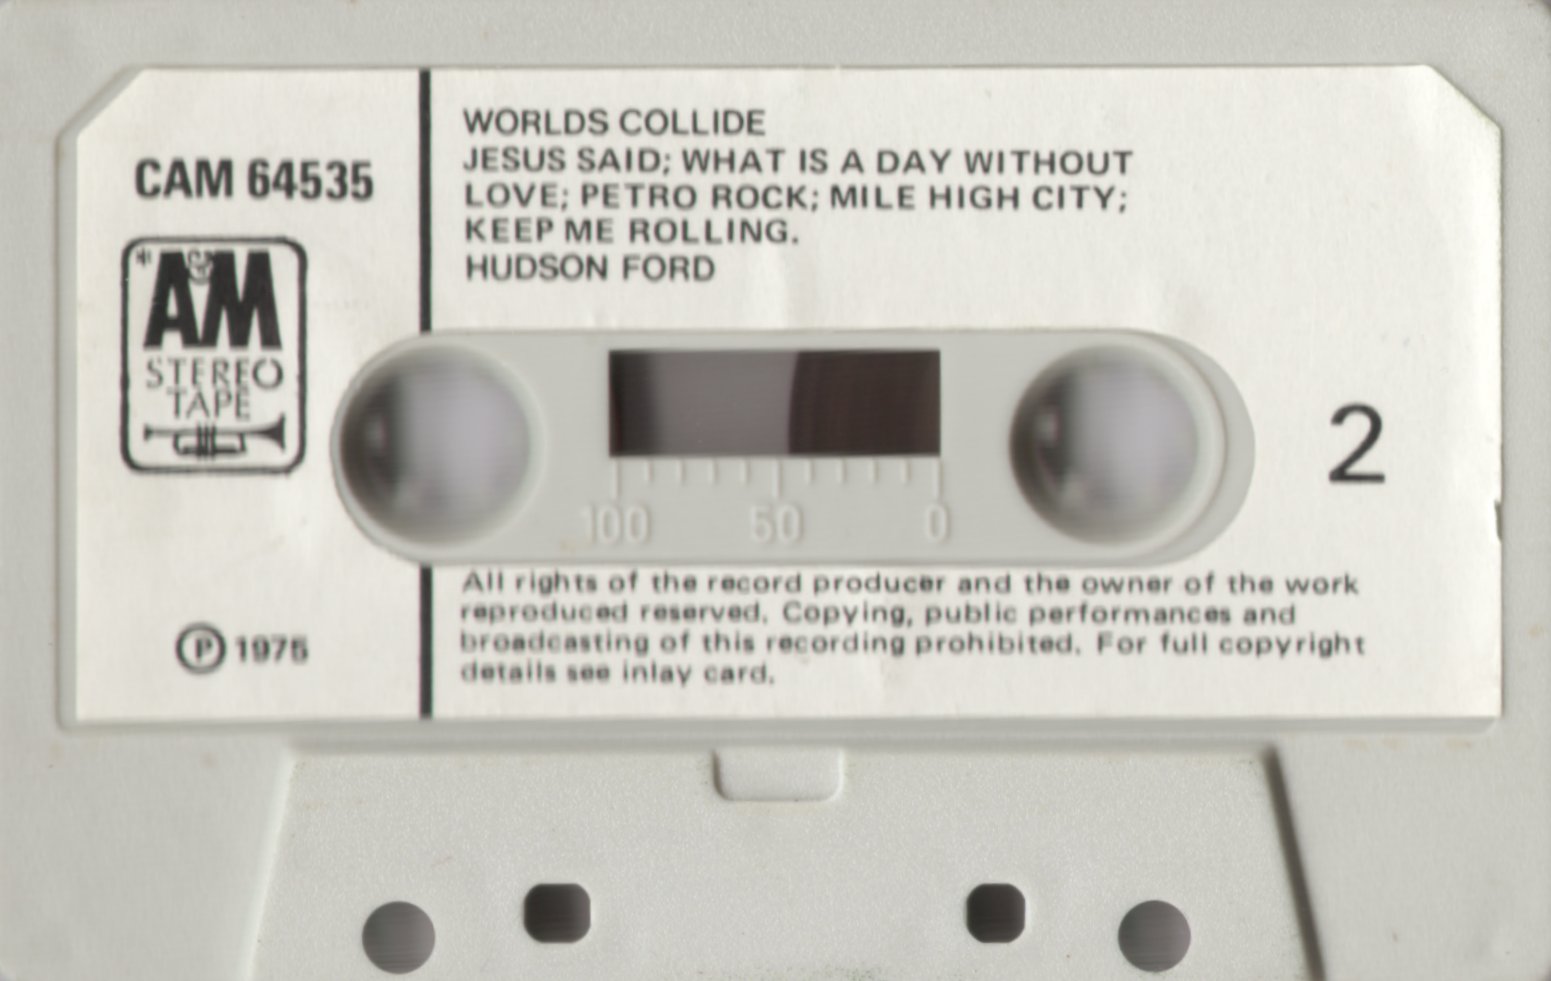 WORLDS COLLIDE
JESUS SAID; WHAT IS A DAY WITHOUT
LOVE; PETRO ROCK; MILE HIGH CITY;
KEEP ME ROLLING.
HUDSON FORD
CAM 64535
*A&M
STEREO
TAPE
100 50 0
2
All rights of the record producer and the owner of the work
reproduced reserved. Copying, public performances and
broadcasting of this recording prohibited. For full copyright
details see inlay card.
Ⓟ 1975